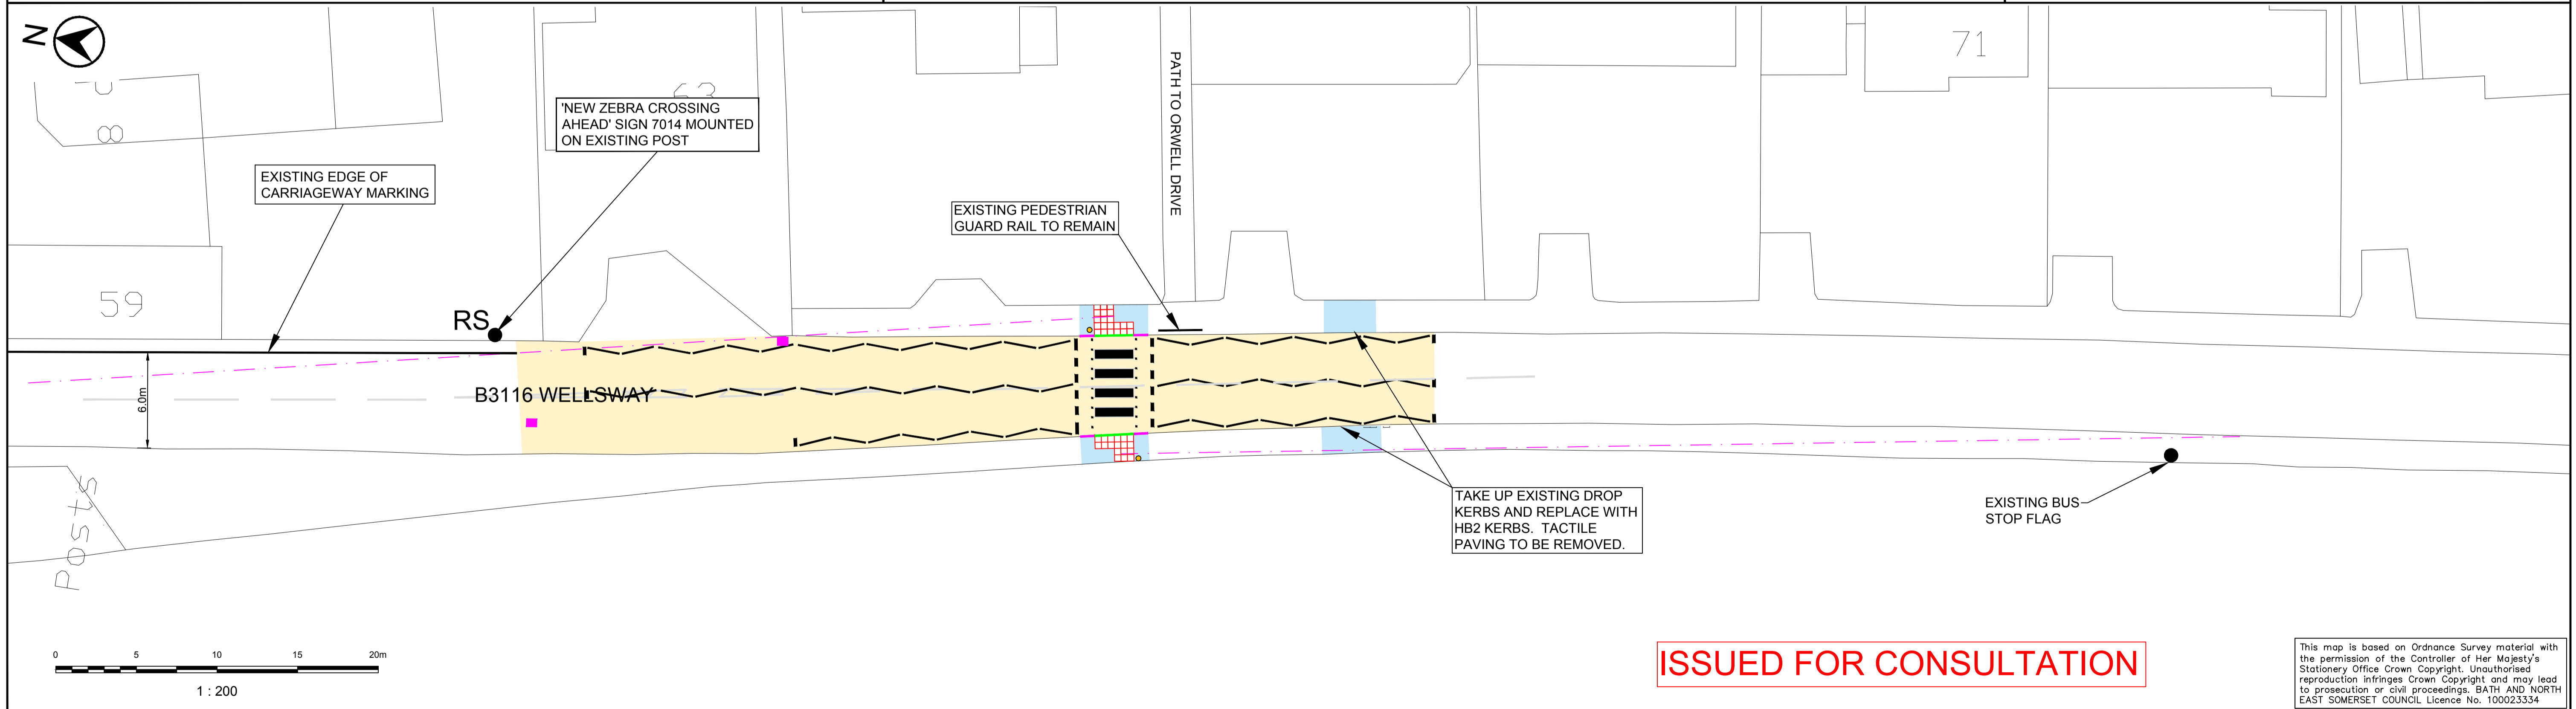 N
71
'NEW ZEBRA CROSSING
AHEAD' SIGN 7014 MOUNTED
ON EXISTING POST
PATH TO ORWELL DRIVE
8
EXISTING EDGE OF
CARRIAGEWAY MARKING
EXISTING PEDESTRIAN
GUARD RAIL TO REMAIN
59
RS
B3116 WELLSWAY
6.0m
Posts
TAKE UP EXISTING DROP
KERBS AND REPLACE WITH
HB2 KERBS. TACTILE
PAVING TO BE REMOVED.
EXISTING BUS
STOP FLAG
0 5 10 15 20m
1 : 200
ISSUED FOR CONSULTATION
This map is based on Ordnance Survey material with
the permission of the Controller of Her Majesty's
Stationery Office Crown Copyright. Unauthorised
reproduction infringes Crown Copyright and may lead
to prosecution or civil proceedings. BATH AND NORTH
EAST SOMERSET COUNCIL Licence No. 100023334